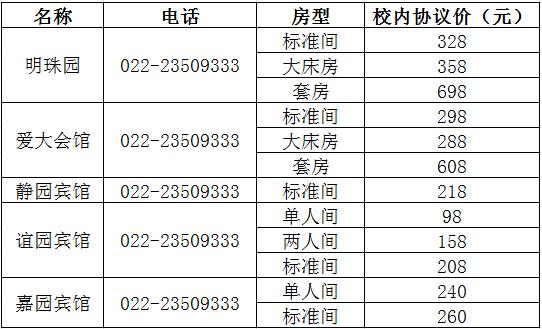 名称 电话 房型 校内协议价（元）
明珠园 022-23509333 标准间 328
大床房 358
套房 698
爱大会馆 022-23509333 标准间 298
大床房 288
套房 608
静园宾馆 022-23509333 标准间 218
谊园宾馆 022-23509333 单人间 98
两人间 158
标准间 208
嘉园宾馆 022-23509333 单人间 240
标准间 260